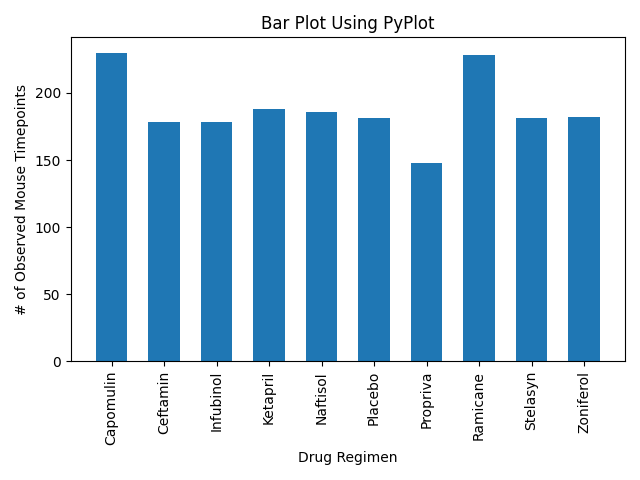 Bar Plot Using PyPlot
# of Observed Mouse Timepoints
200
150
100
50
0
Capomulin
Ceftamin
Infubinol
Ketapril
Naftisol
Placebo
Propriva
Ramicane
Stelasyn
Zoniferol
Drug Regimen